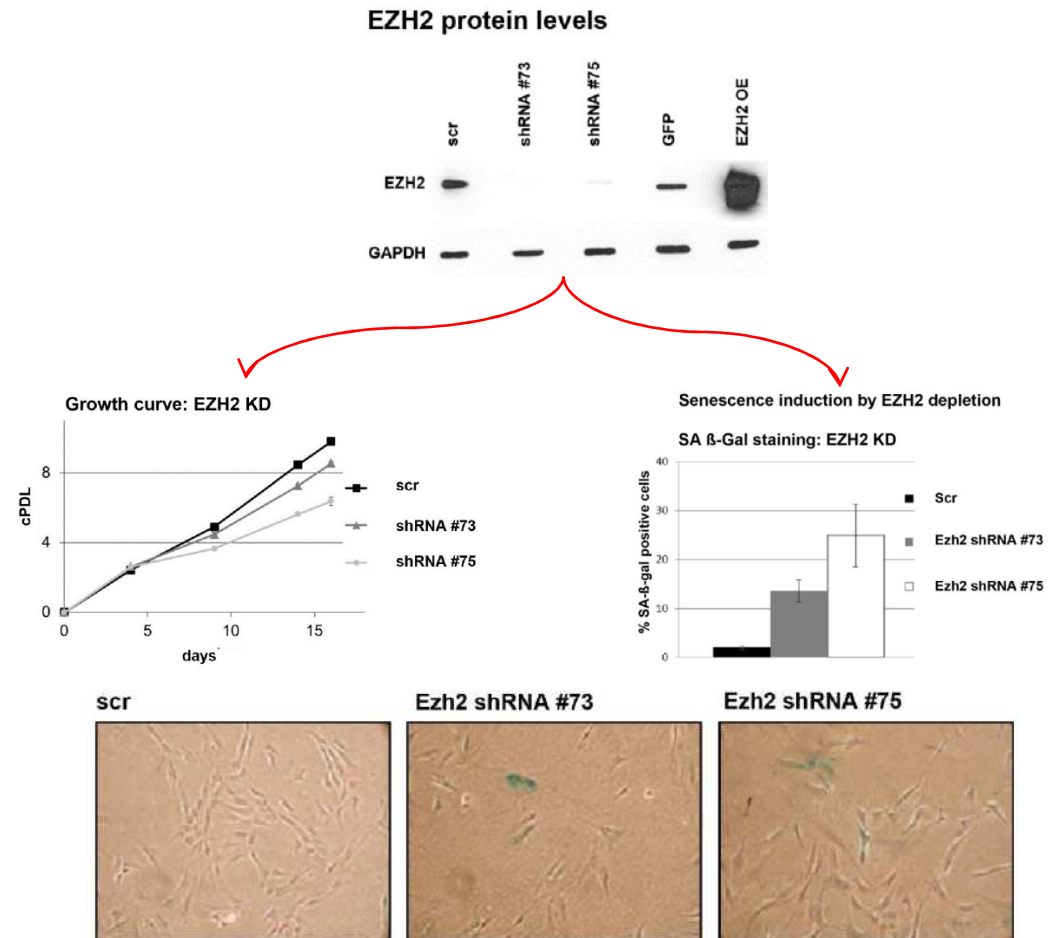 EZH2 protein levels
scr
shRNA #73
shRNA #75
GFP
EZH2 OE
EZH2
GAPDH
Growth curve: EZH2 KD
cPDL
8
4
0
0 5 10 15
days
scr
shRNA #73
shRNA #75
Senescence induction by EZH2 depletion
SA ß-Gal staining: EZH2 KD
% SA-ß-gal positive cells
40
30
20
10
0
Scr
Ezh2 shRNA #73
Ezh2 shRNA #75
scr
Ezh2 shRNA #73
Ezh2 shRNA #75